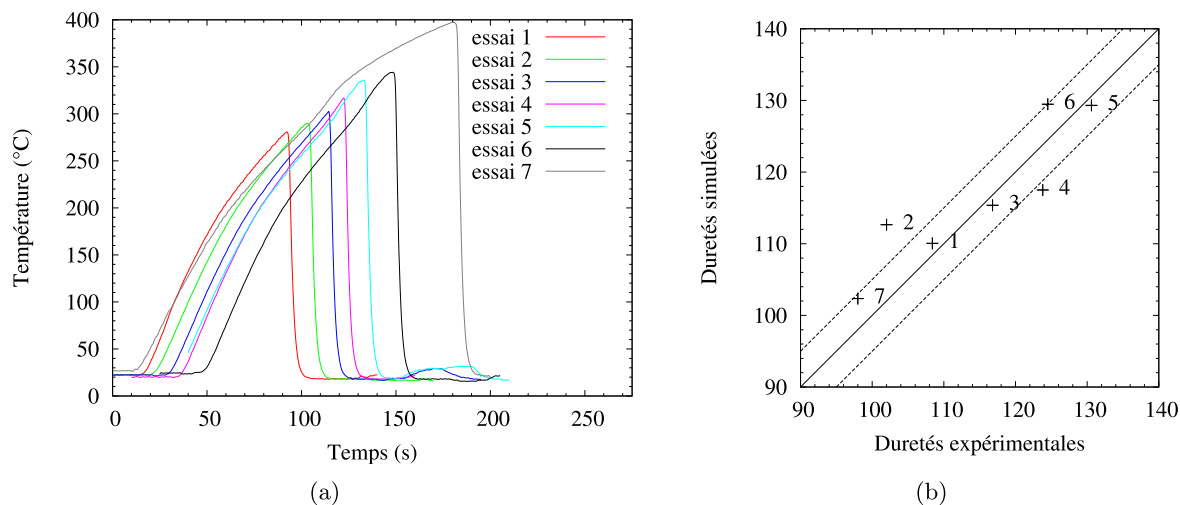 400
350
300
250
200
150
100
50
0
Température (°C)
0 50 100 150 200 250
Temps (s)
essai 1
essai 2
essai 3
essai 4
essai 5
essai 6
essai 7
(a)
140
130
120
110
100
90
Duretés simulées
6
5
4
3
2
1
7
90 100 110 120 130 140
Duretés expérimentales
(b)